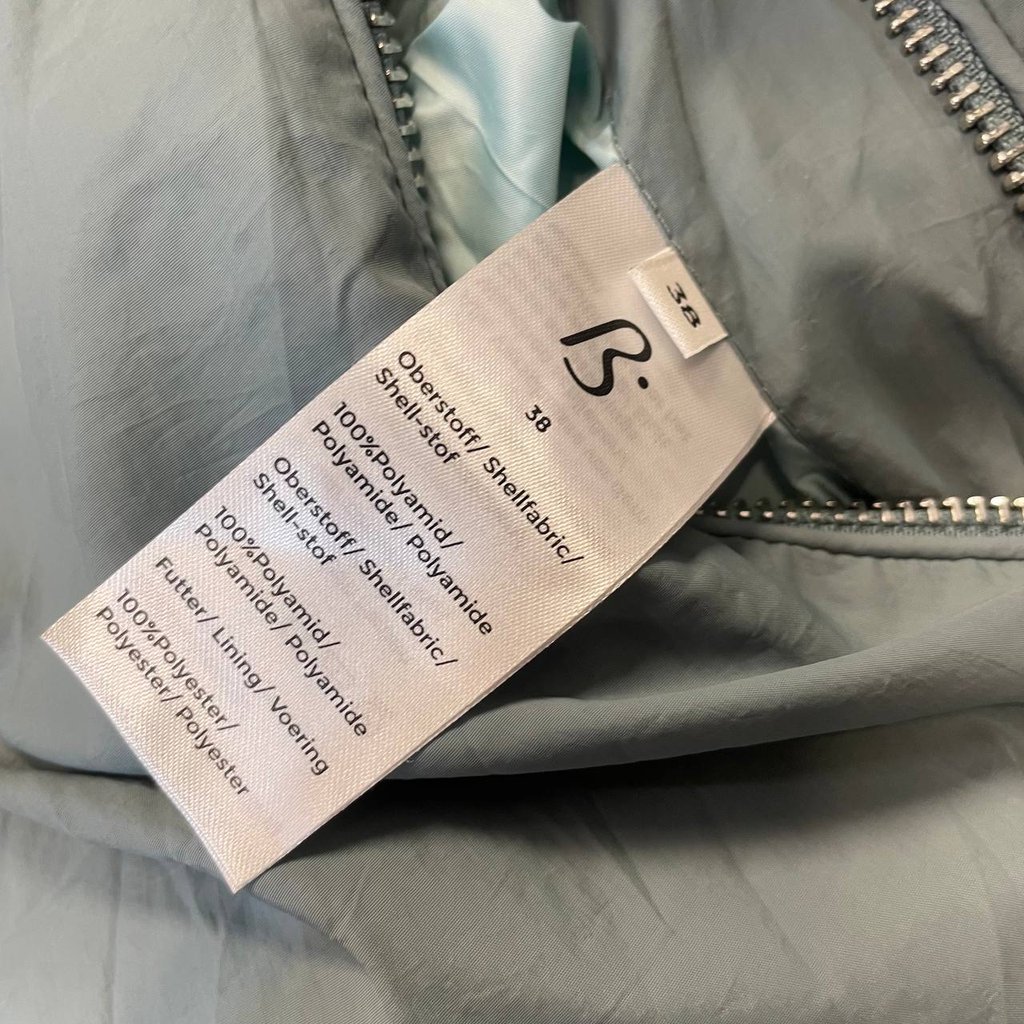 38
B.
38
Oberstoff/ Shellfabric/
Shell-stof
100%Polyamid/
Polyamide/ Polyamide
Oberstoff/ Shellfabric/
Shell-stof
100%Polyamid/
Polyamide/ Polyamide
Futter/ Lining/ Voering
100%Polyester/
Polyester/ Polyester